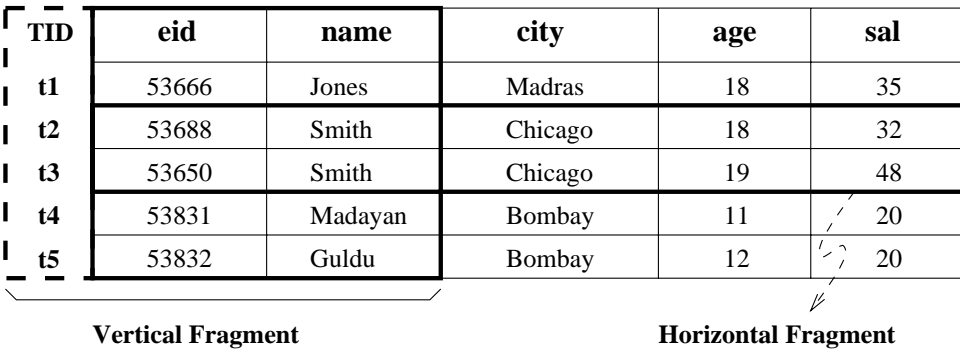 TID eid name city age sal
t1 53666 Jones Madras 18 35
t2 53688 Smith Chicago 18 32
t3 53650 Smith Chicago 19 48
t4 53831 Madayan Bombay 11 20
t5 53832 Guldu Bombay 12 20
Vertical Fragment Horizontal Fragment